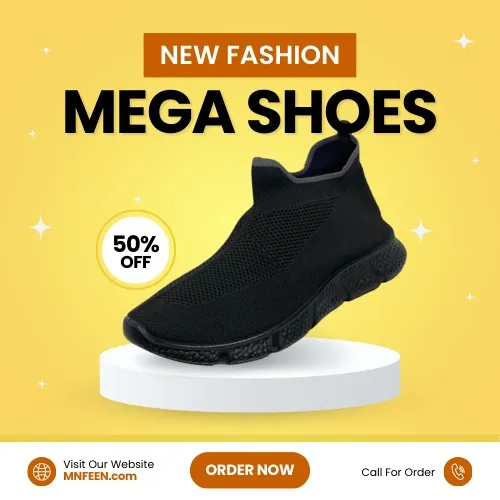 NEW FASHION
MEGA SHOES
50%
OFF
Visit Our Website
MNFEEN.com
ORDER NOW
Call For Order